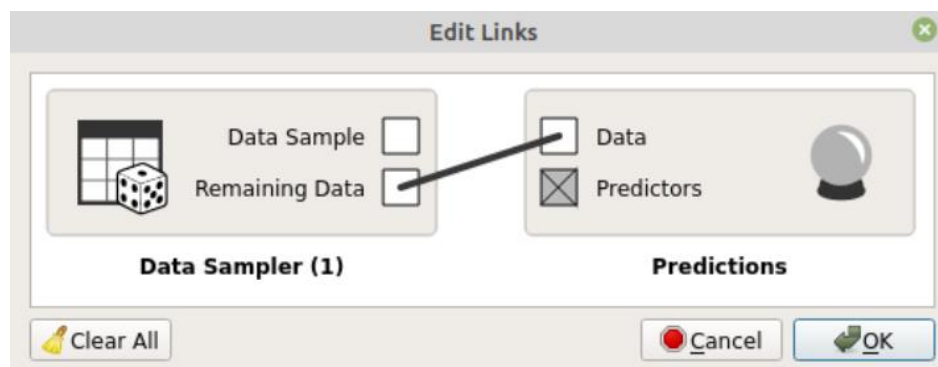 Edit Links
Data Sample
Data
Remaining Data
Predictors
Data Sampler (1)
Predictions
Clear All
Cancel
OK